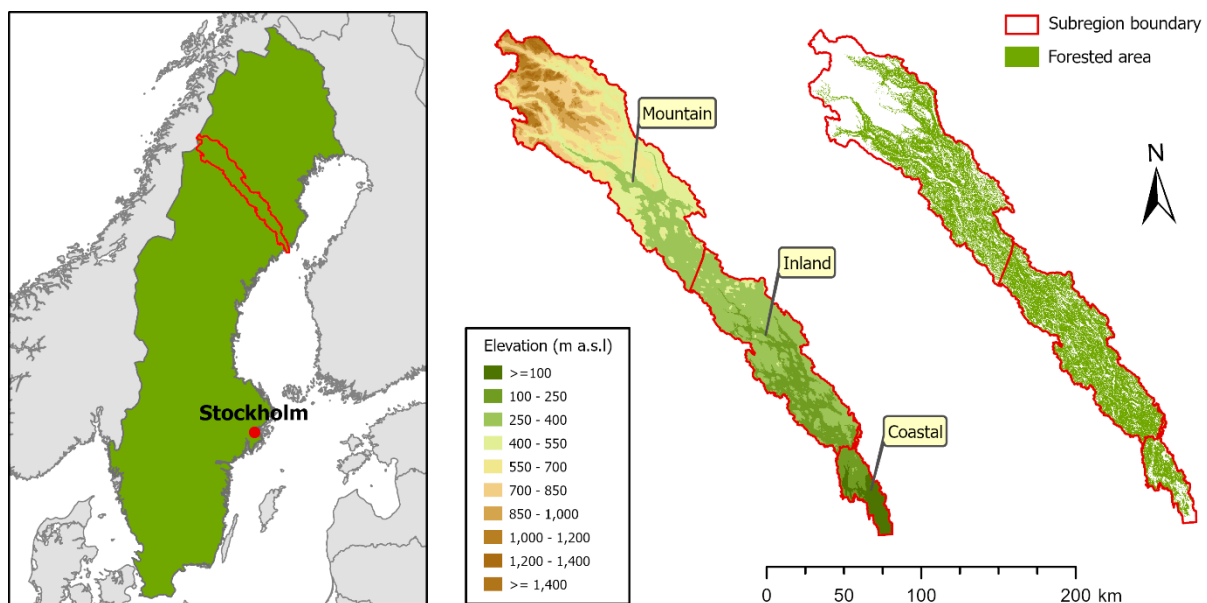 Stockholm
Mountain
Inland
Coastal
Elevation (m a.s.l)
>=100
100 - 250
250 - 400
400 - 550
550 - 700
700 - 850
850 - 1,000
1,000 - 1,200
1,200 - 1,400
>= 1,400
Subregion boundary
Forested area
N
0 50 100 200 km